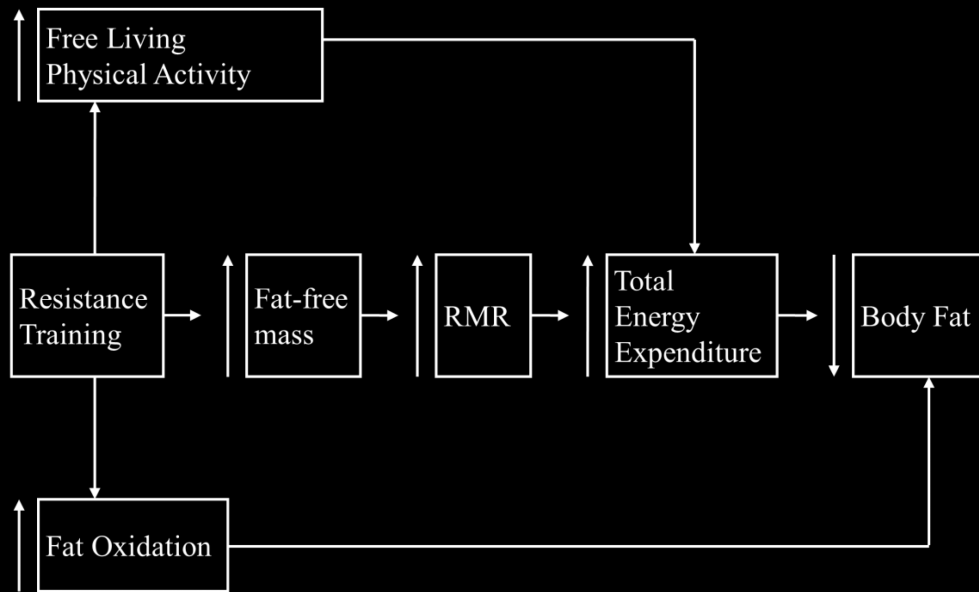 Free Living
Physical Activity
Resistance
Training
Fat-free
mass
RMR
Total
Energy
Expenditure
Body Fat
Fat Oxidation